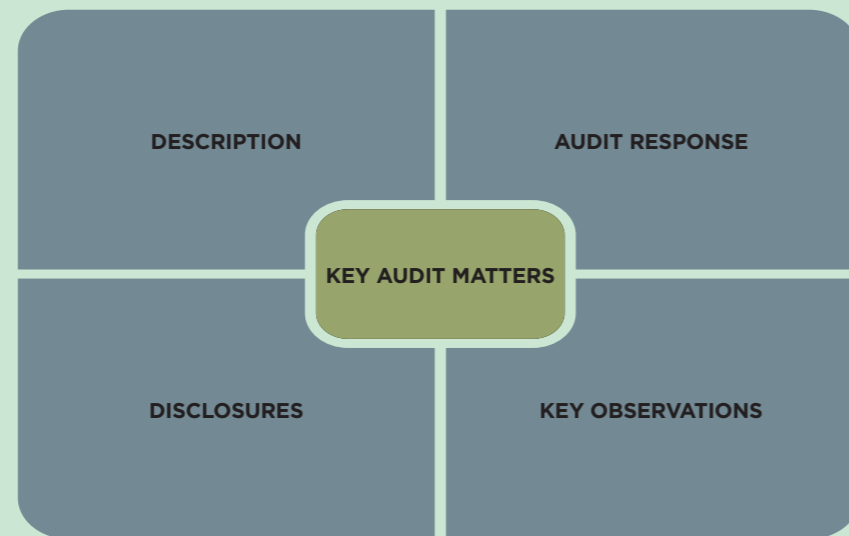 DESCRIPTION
AUDIT RESPONSE
KEY AUDIT MATTERS
DISCLOSURES
KEY OBSERVATIONS